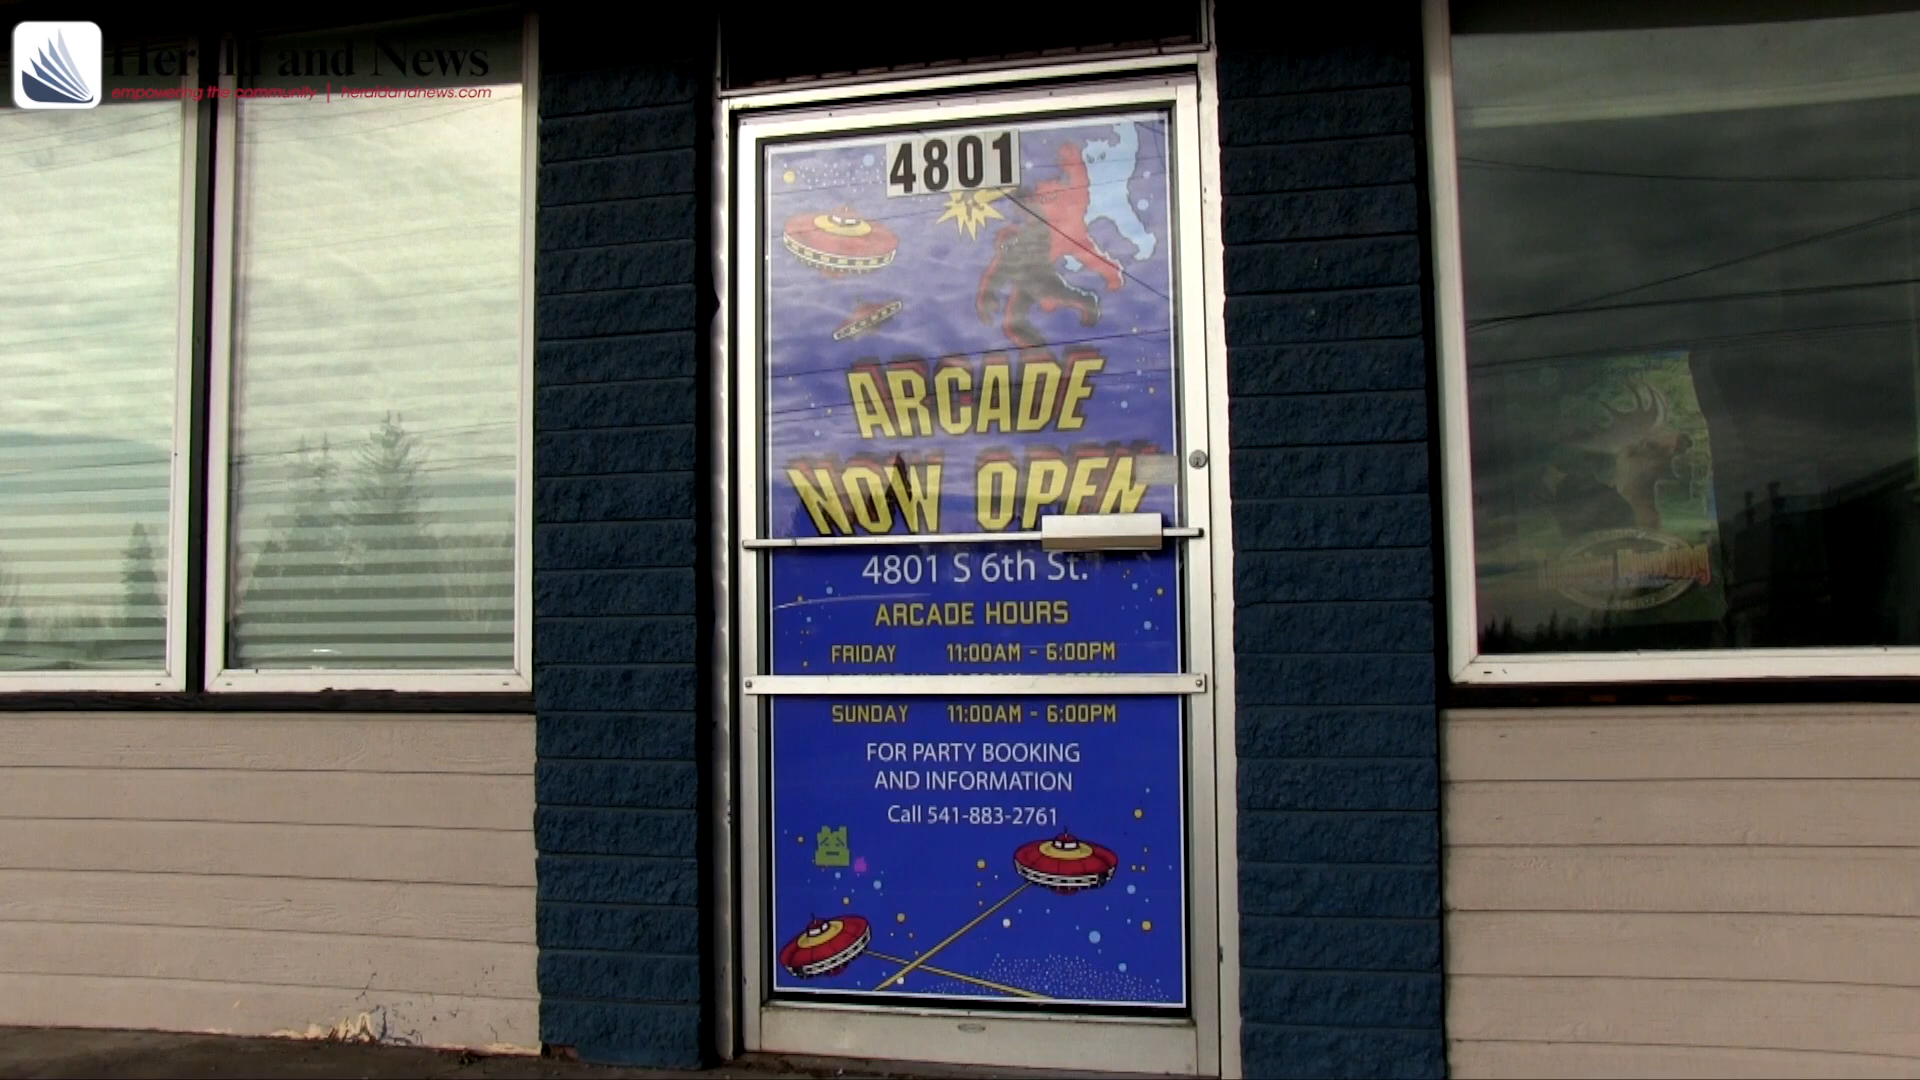 Herald and News
empowering the community | heraldandnews.com
4801
ARCADE
NOW OPEN
4801 S 6th St.
ARCADE HOURS
FRIDAY 11:00AM - 6:00PM
SUNDAY 11:00AM - 6:00PM
FOR PARTY BOOKING
AND INFORMATION
Call 541-883-2761